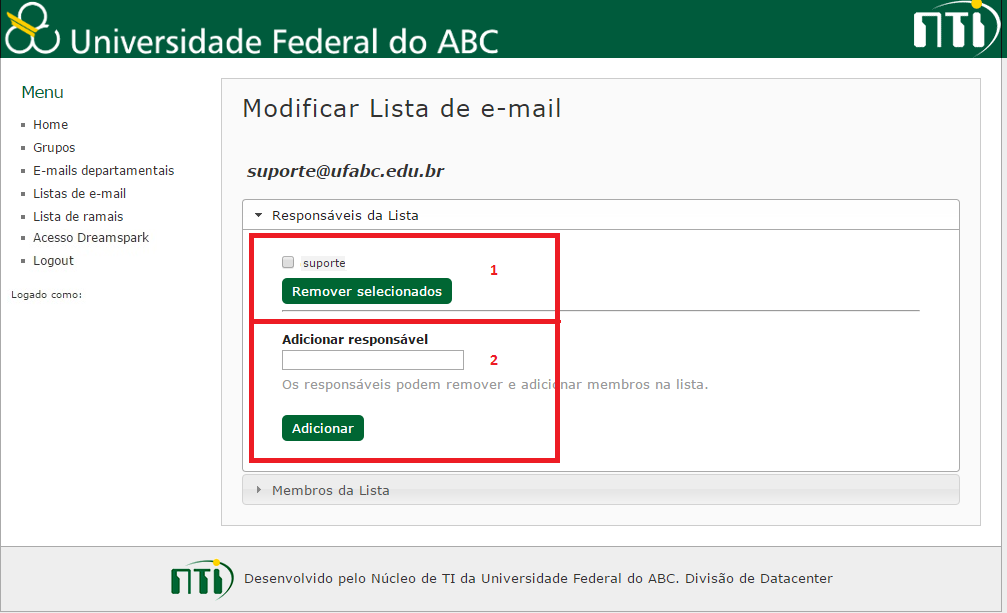 Universidade Federal do ABC
NTI
Menu
Home
Grupos
E-mails departamentais
Listas de e-mail
Lista de ramais
Acesso Dreamspark
Logout
Logado como:
Modificar Lista de e-mail
suporte@ufabc.edu.br
Responsáveis da Lista
suporte
1
Remover selecionados
Adicionar responsável
2
Os responsáveis podem remover e adicionar membros na lista.
Adicionar
Membros da Lista
NTI Desenvolvido pelo Núcleo de TI da Universidade Federal do ABC. Divisão de Datacenter